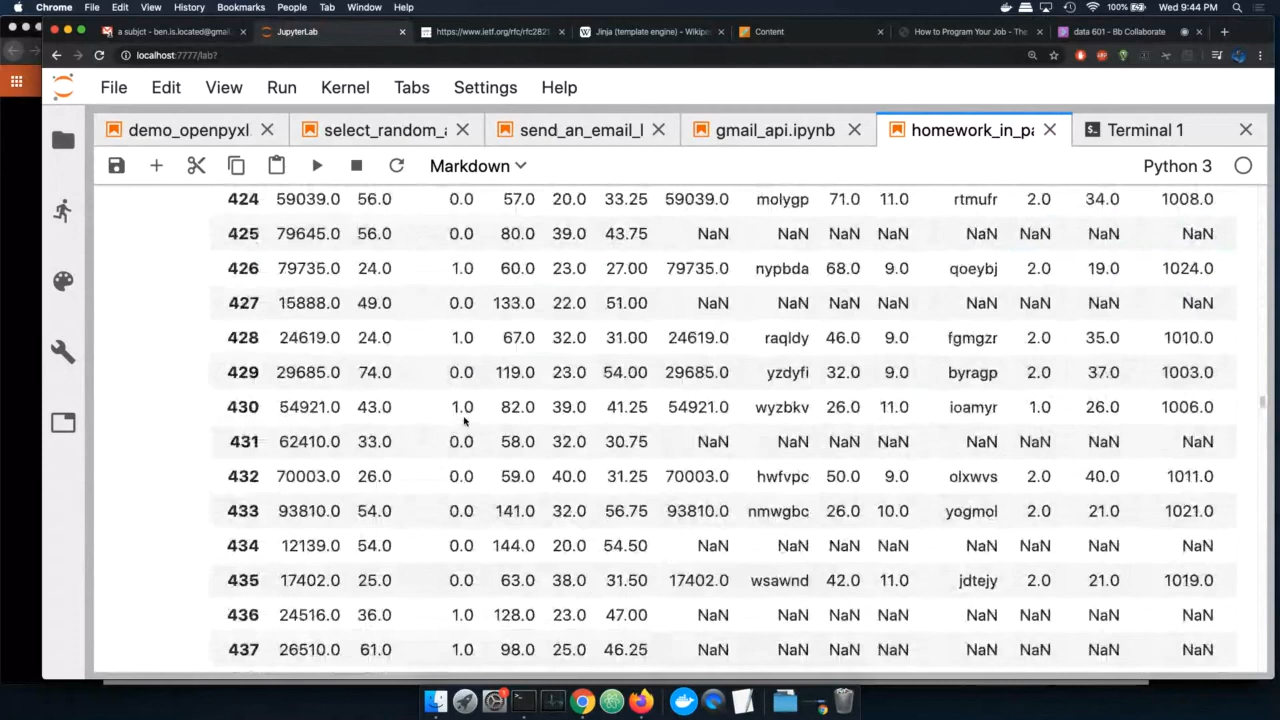 Chrome File Edit View History Bookmarks People Tab Window Help 100% Wed 9:44 PM
a subjct - ben.is.located@gmail
JupyterLab
https://www.ietf.org/rfc/rfc282
Jinja (template engine) - Wikipe
Content
How to Program Your Job - The
data 601 - Bb Collaborate
localhost:7777/lab?
File Edit View Run Kernel Tabs Settings Help
demo_openpyxl
select_random_a
send_an_email_l
gmail_api.ipynb
homework_in_pa
Terminal 1
Markdown
Python 3
424 59039.0 56.0 0.0 57.0 20.0 33.25 59039.0 molygp 71.0 11.0 rtmufr 2.0 34.0 1008.0
425 79645.0 56.0 0.0 80.0 39.0 43.75 NaN NaN NaN NaN NaN NaN NaN NaN
426 79735.0 24.0 1.0 60.0 23.0 27.00 79735.0 nypbda 68.0 9.0 qoeybj 2.0 19.0 1024.0
427 15888.0 49.0 0.0 133.0 22.0 51.00 NaN NaN NaN NaN NaN NaN NaN NaN
428 24619.0 24.0 1.0 67.0 32.0 31.00 24619.0 raqldy 46.0 9.0 fgmgzr 2.0 35.0 1010.0
429 29685.0 74.0 0.0 119.0 23.0 54.00 29685.0 yzdyfi 32.0 9.0 byragp 2.0 37.0 1003.0
430 54921.0 43.0 1.0 82.0 39.0 41.25 54921.0 wyzbkv 26.0 11.0 ioamyr 1.0 26.0 1006.0
431 62410.0 33.0 0.0 58.0 32.0 30.75 NaN NaN NaN NaN NaN NaN NaN NaN
432 70003.0 26.0 0.0 59.0 40.0 31.25 70003.0 hwfvpc 50.0 9.0 olxwvs 2.0 40.0 1011.0
433 93810.0 54.0 0.0 141.0 32.0 56.75 93810.0 nmwgbc 26.0 10.0 yogmol 2.0 21.0 1021.0
434 12139.0 54.0 0.0 144.0 20.0 54.50 NaN NaN NaN NaN NaN NaN NaN NaN
435 17402.0 25.0 0.0 63.0 38.0 31.50 17402.0 wsawnd 42.0 11.0 jdtejy 2.0 21.0 1019.0
436 24516.0 36.0 1.0 128.0 23.0 47.00 NaN NaN NaN NaN NaN NaN NaN NaN
437 26510.0 61.0 1.0 98.0 25.0 46.25 NaN NaN NaN NaN NaN NaN NaN NaN